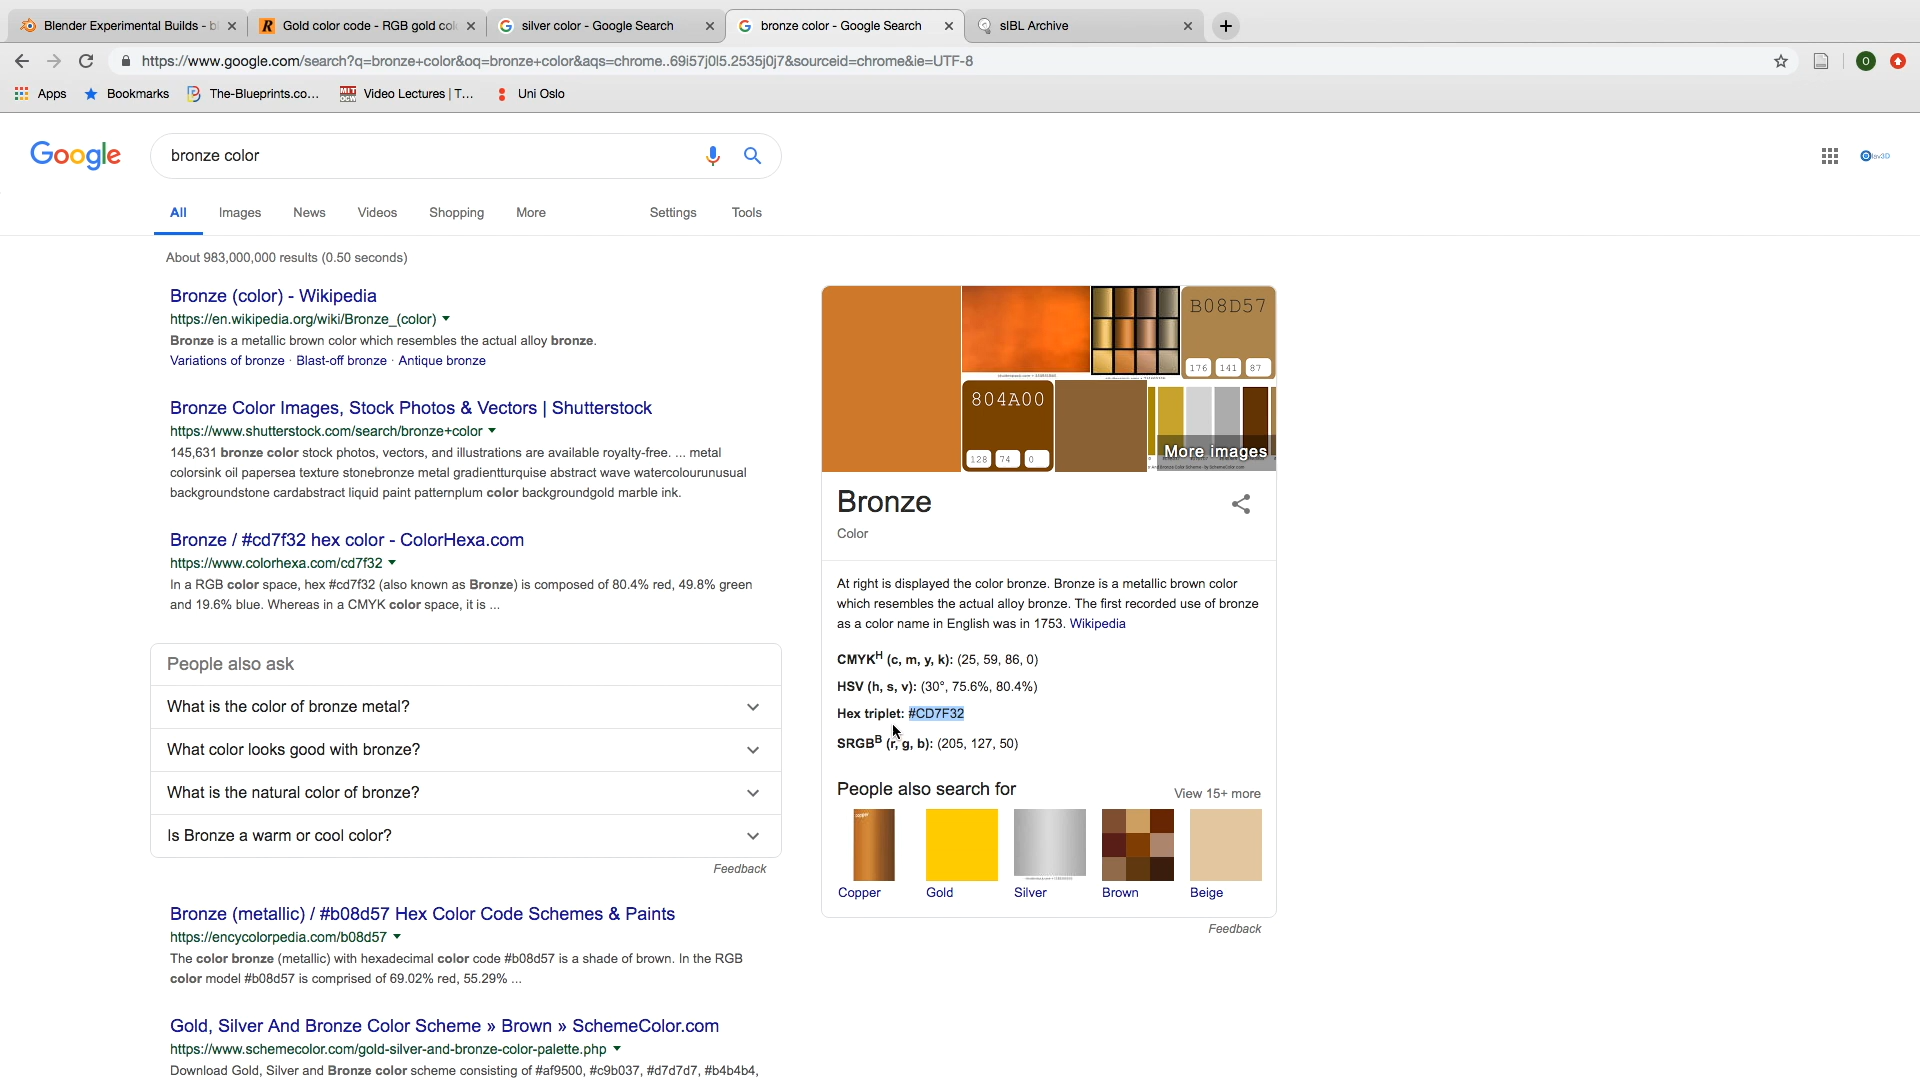 Blender Experimental Builds - bl
Gold color code - RGB gold col
silver color - Google Search
bronze color - Google Search
sIBL Archive
https://www.google.com/search?q=bronze+color&oq=bronze+color&aqs=chrome..69i57j0l5.2535j0j7&sourceid=chrome&ie=UTF-8
O
Apps
Bookmarks
The-Blueprints.co...
Video Lectures | T...
Uni Oslo
Google
bronze color
All
Images
News
Videos
Shopping
More
Settings
Tools
About 983,000,000 results (0.50 seconds)
Bronze (color) - Wikipedia
https://en.wikipedia.org/wiki/Bronze_(color)
Bronze is a metallic brown color which resembles the actual alloy bronze.
Variations of bronze · Blast-off bronze · Antique bronze
Bronze Color Images, Stock Photos & Vectors | Shutterstock
https://www.shutterstock.com/search/bronze+color
145,631 bronze color stock photos, vectors, and illustrations are available royalty-free. ... metal
colorsink oil papersea texture stonebronze metal gradientturquise abstract wave watercolourunusual
backgroundstone cardabstract liquid paint patternplum color backgroundgold marble ink.
Bronze / #cd7f32 hex color - ColorHexa.com
https://www.colorhexa.com/cd7f32
In a RGB color space, hex #cd7f32 (also known as Bronze) is composed of 80.4% red, 49.8% green
and 19.6% blue. Whereas in a CMYK color space, it is ...
People also ask
What is the color of bronze metal?
What color looks good with bronze?
What is the natural color of bronze?
Is Bronze a warm or cool color?
Feedback
Bronze (metallic) / #b08d57 Hex Color Code Schemes & Paints
https://encycolorpedia.com/b08d57
The color bronze (metallic) with hexadecimal color code #b08d57 is a shade of brown. In the RGB
color model #b08d57 is comprised of 69.02% red, 55.29% ...
Gold, Silver And Bronze Color Scheme » Brown » SchemeColor.com
https://www.schemecolor.com/gold-silver-and-bronze-color-palette.php
Download Gold, Silver and Bronze color scheme consisting of #af9500, #c9b037, #d7d7d7, #b4b4b4,
B08D57
176 141 87
804A00
128 74 0
More images
Bronze
Color
At right is displayed the color bronze. Bronze is a metallic brown color
which resembles the actual alloy bronze. The first recorded use of bronze
as a color name in English was in 1753. Wikipedia
CMYKH (c, m, y, k): (25, 59, 86, 0)
HSV (h, s, v): (30°, 75.6%, 80.4%)
Hex triplet: #CD7F32
SRGBB (r, g, b): (205, 127, 50)
People also search for
View 15+ more
copper
Copper
Gold
Silver
Brown
Beige
Feedback